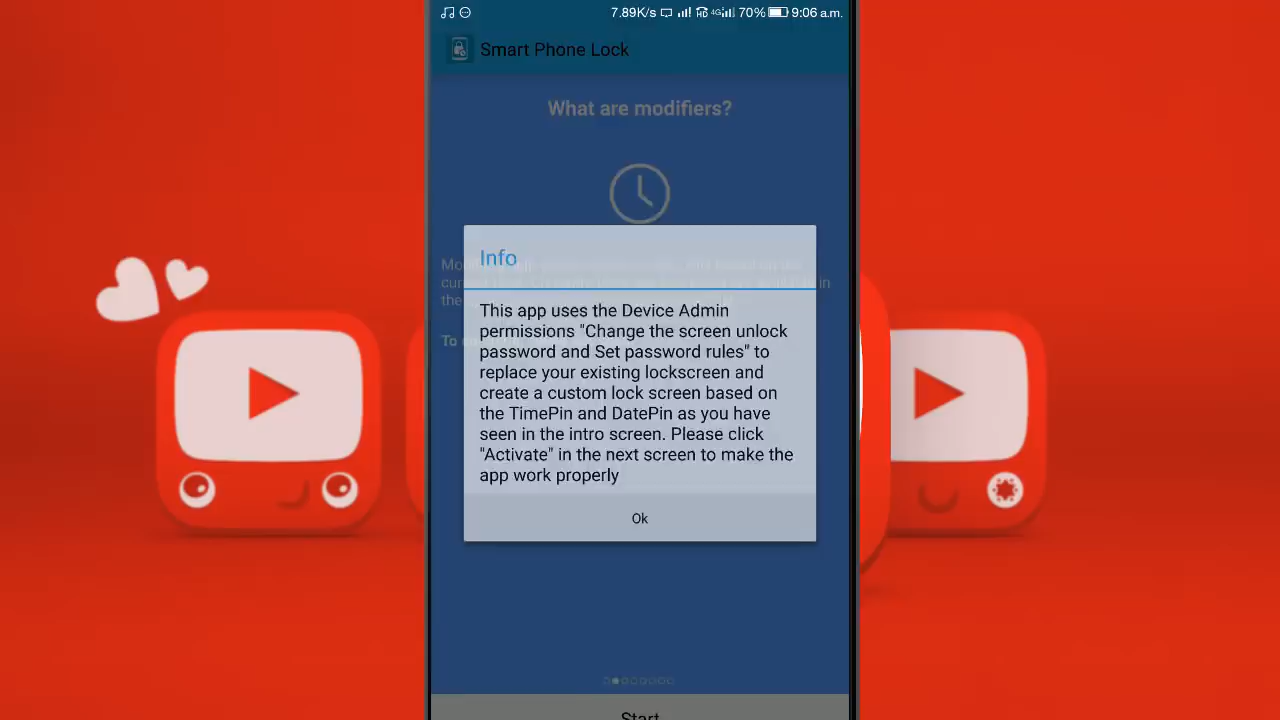 7.89K/s HD 4G 70% 9:06 a.m.
Smart Phone Lock
What are modifiers?
Info
This app uses the Device Admin
permissions "Change the screen unlock
password and Set password rules" to
replace your existing lockscreen and
create a custom lock screen based on
the TimePin and DatePin as you have
seen in the intro screen. Please click
"Activate" in the next screen to make the
app work properly
Ok
Start